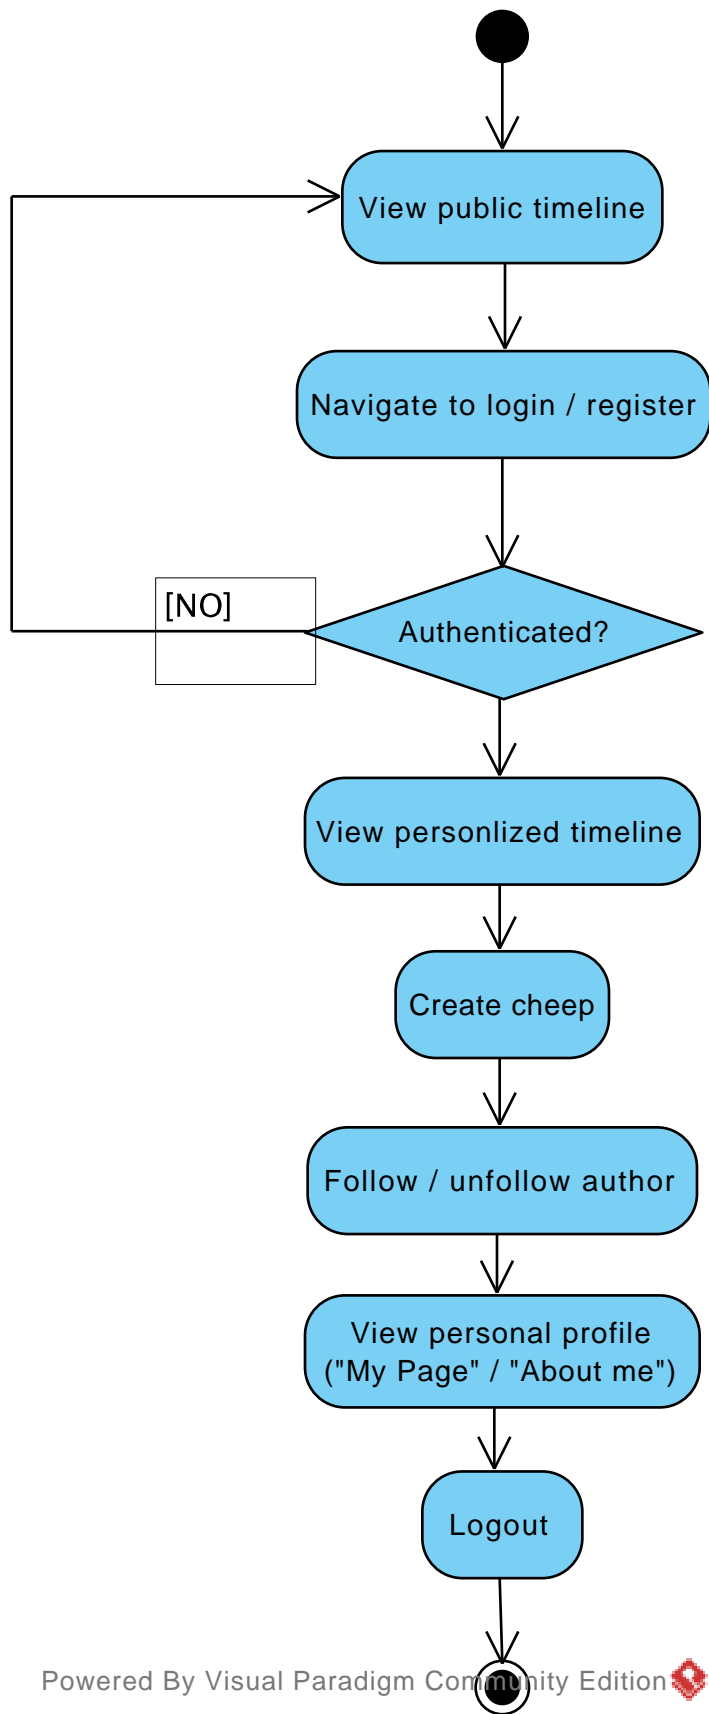 View public timeline
Navigate to login / register
[NO]
Authenticated?
View personlized timeline
Create cheep
Follow / unfollow author
View personal profile
("My Page" / "About me")
Logout
Powered By Visual Paradigm Community Edition